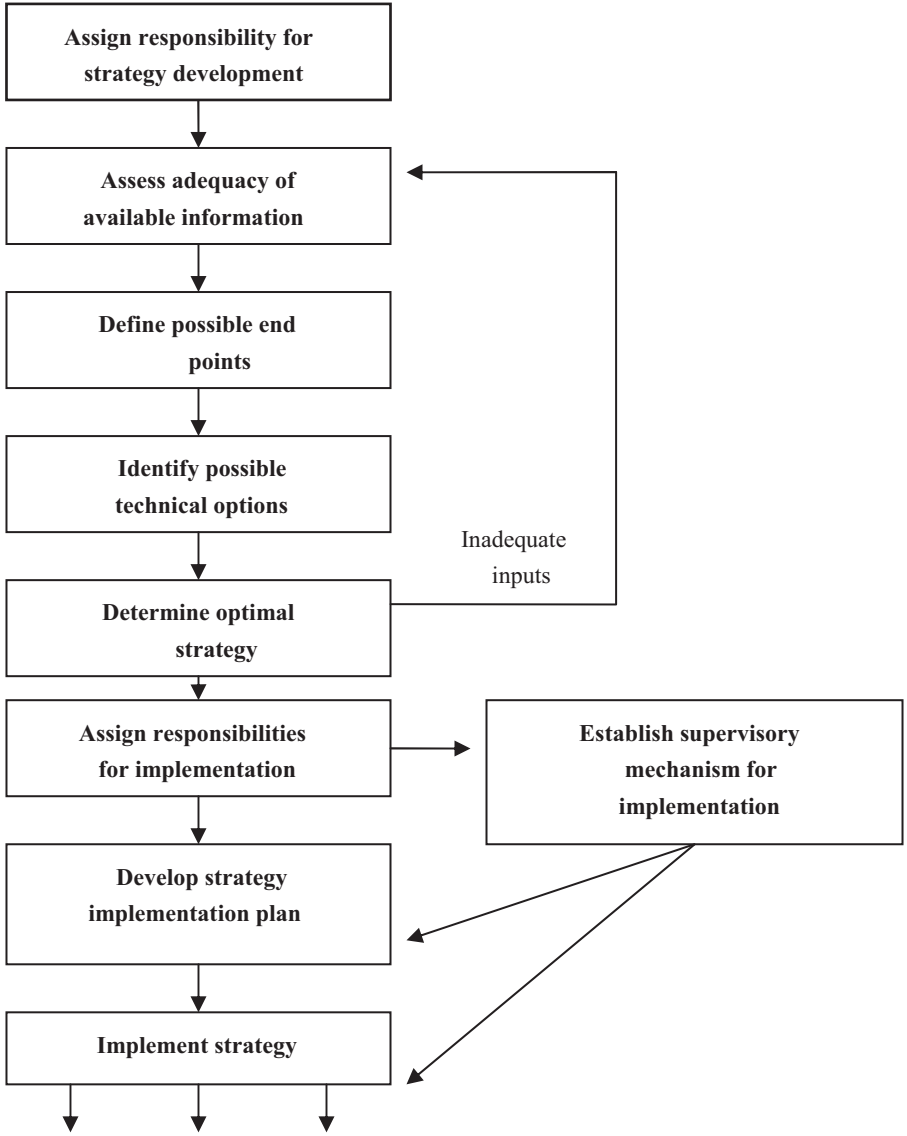 Assign responsibility for
strategy development
Assess adequacy of
available information
Define possible end
points
Identify possible
technical options
Inadequate
inputs
Determine optimal
strategy
Assign responsibilities
for implementation
Establish supervisory
mechanism for
implementation
Develop strategy
implementation plan
Implement strategy